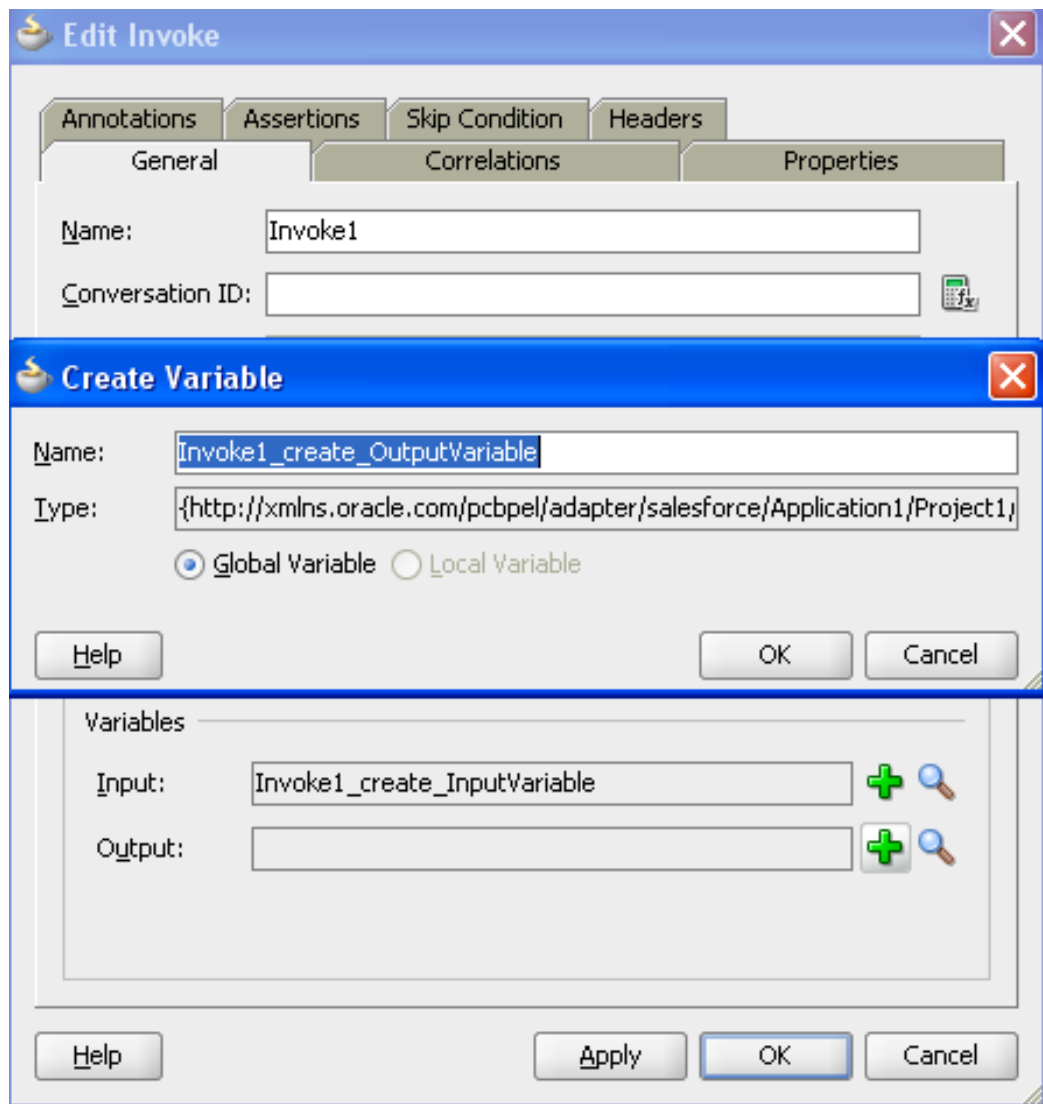 Edit Invoke
Annotations Assertions Skip Condition Headers
General Correlations Properties
Name: Invoke1
Conversation ID:
Create Variable
Name: Invoke1_create_OutputVariable
Type: {http://xmlns.oracle.com/pcbpel/adapter/salesforce/Application1/Project1/
Global Variable Local Variable
Help OK Cancel
Variables
Input: Invoke1_create_InputVariable
Output:
Help Apply OK Cancel